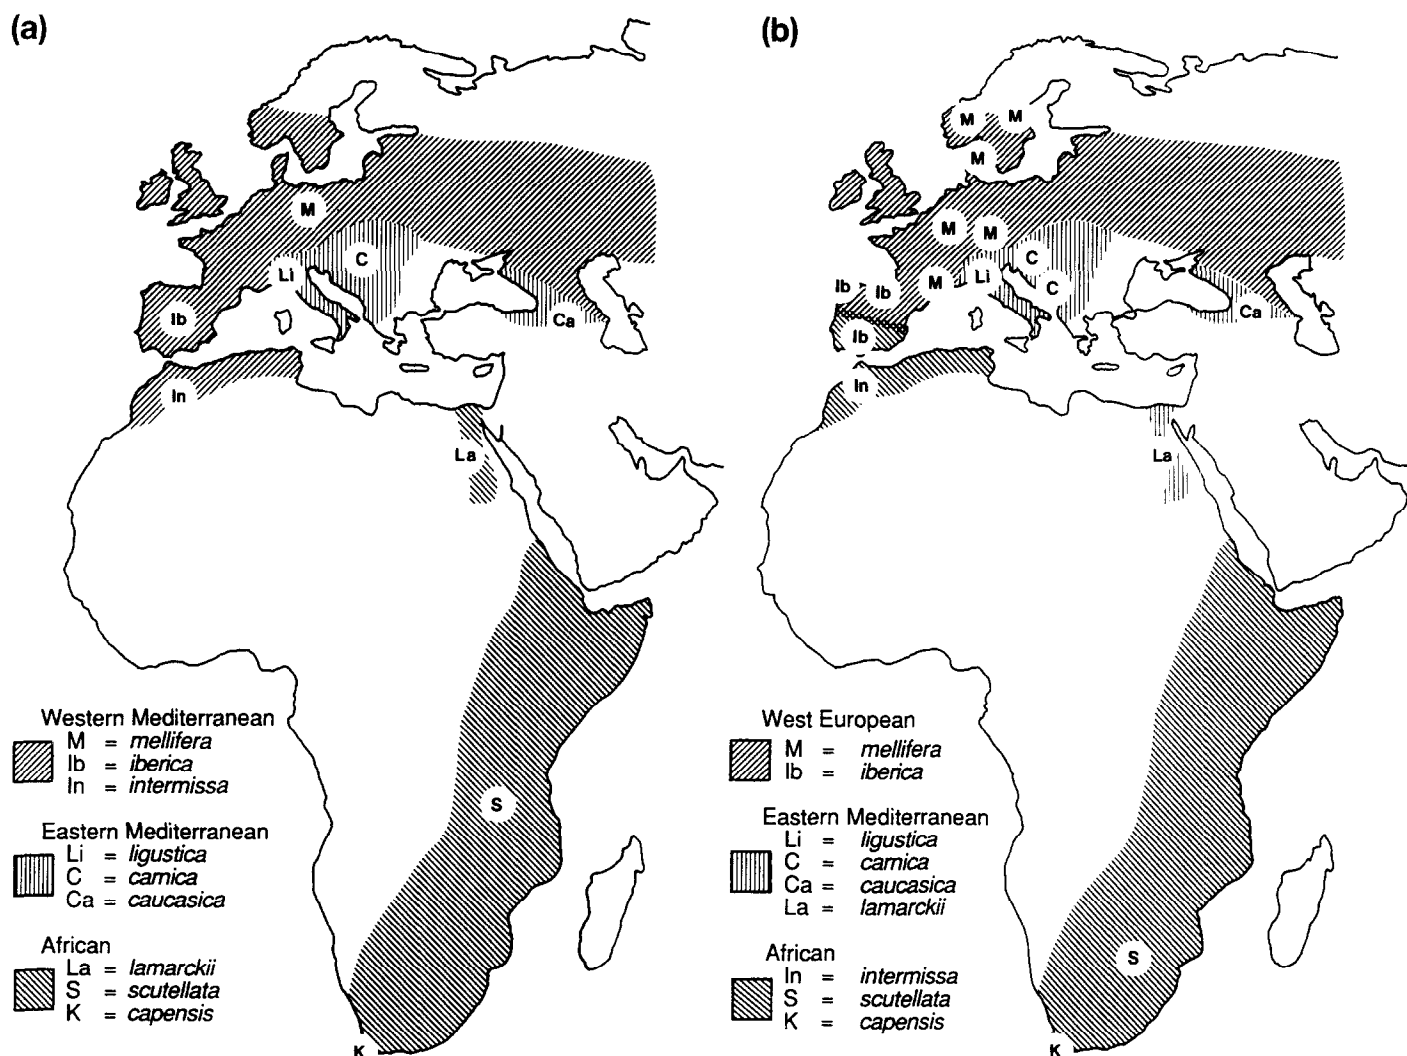 (a)
M
C
Li
Ib
Ca
In
La
S
K
Western Mediterranean
M = mellifera
Ib = iberica
In = intermissa
Eastern Mediterranean
Li = ligustica
C = carnica
Ca = caucasica
African
La = lamarckii
S = scutellata
K = capensis
(b)
M
M
M
M
M
C
Li
M
C
Ib
Ib
Ca
Ib
In
La
S
K
West European
M = mellifera
Ib = iberica
Eastern Mediterranean
Li = ligustica
C = carnica
Ca = caucasica
La = lamarckii
African
In = intermissa
S = scutellata
K = capensis